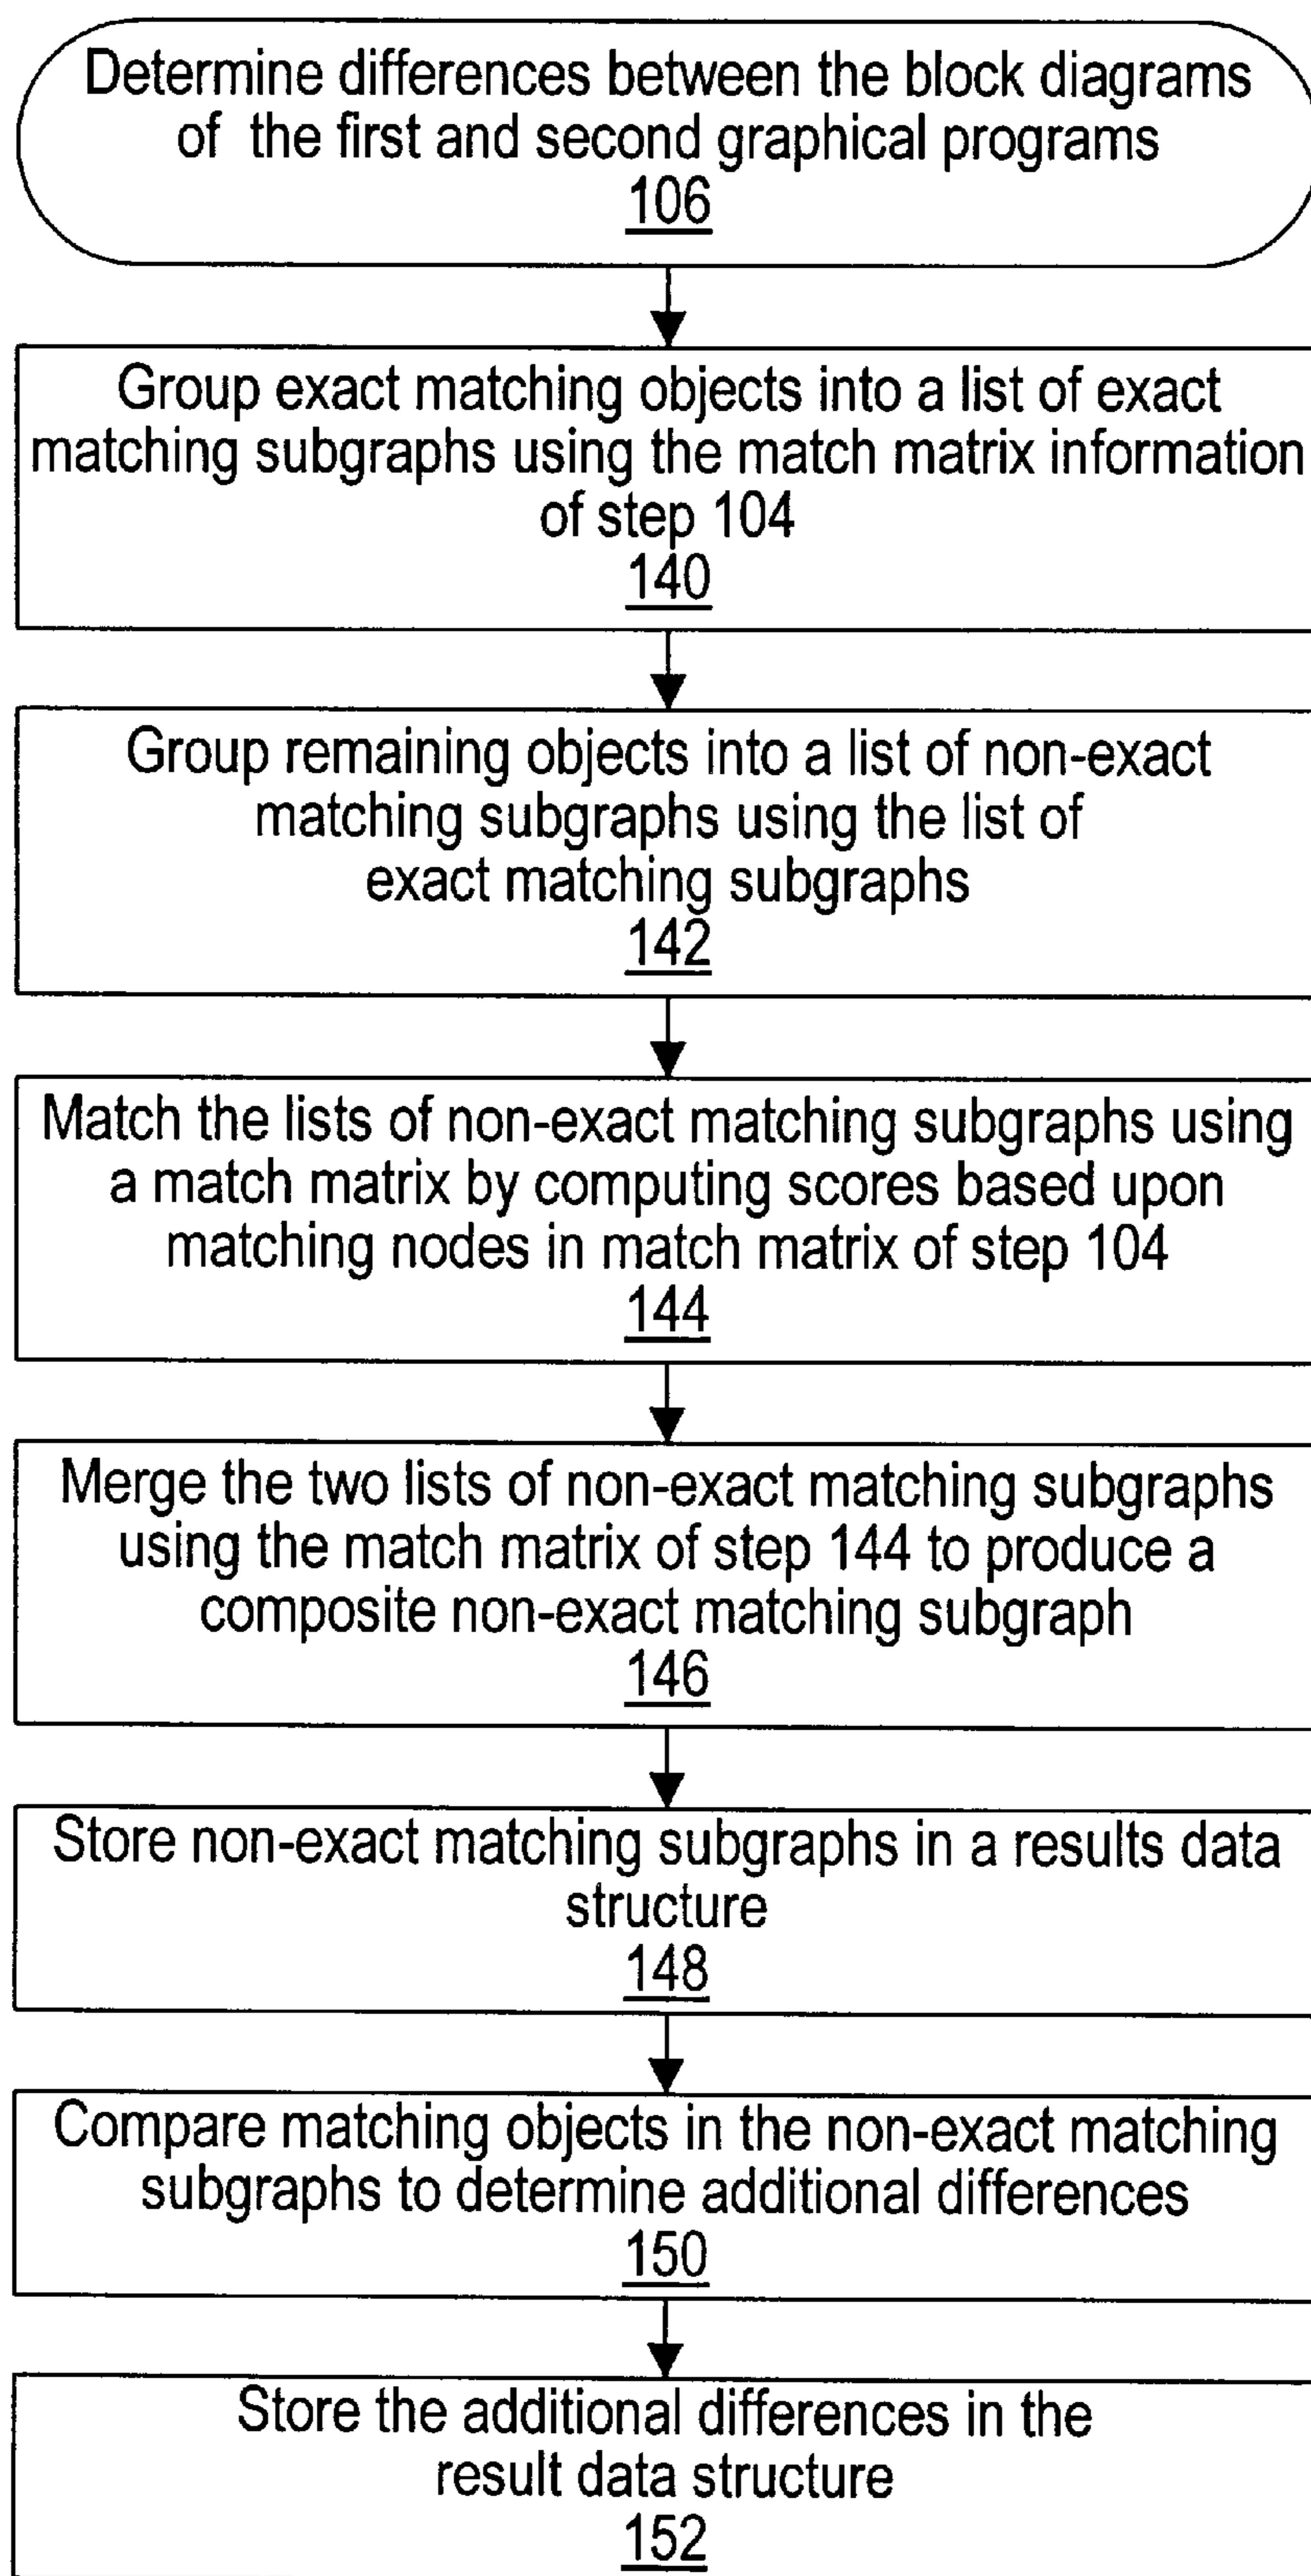 Determine differences between the block diagrams
of the first and second graphical programs
106
Group exact matching objects into a list of exact
matching subgraphs using the match matrix information
of step 104
140
Group remaining objects into a list of non-exact
matching subgraphs using the list of
exact matching subgraphs
142
Match the lists of non-exact matching subgraphs using
a match matrix by computing scores based upon
matching nodes in match matrix of step 104
144
Merge the two lists of non-exact matching subgraphs
using the match matrix of step 144 to produce a
composite non-exact matching subgraph
146
Store non-exact matching subgraphs in a results data
structure
148
Compare matching objects in the non-exact matching
subgraphs to determine additional differences
150
Store the additional differences in the
result data structure
152